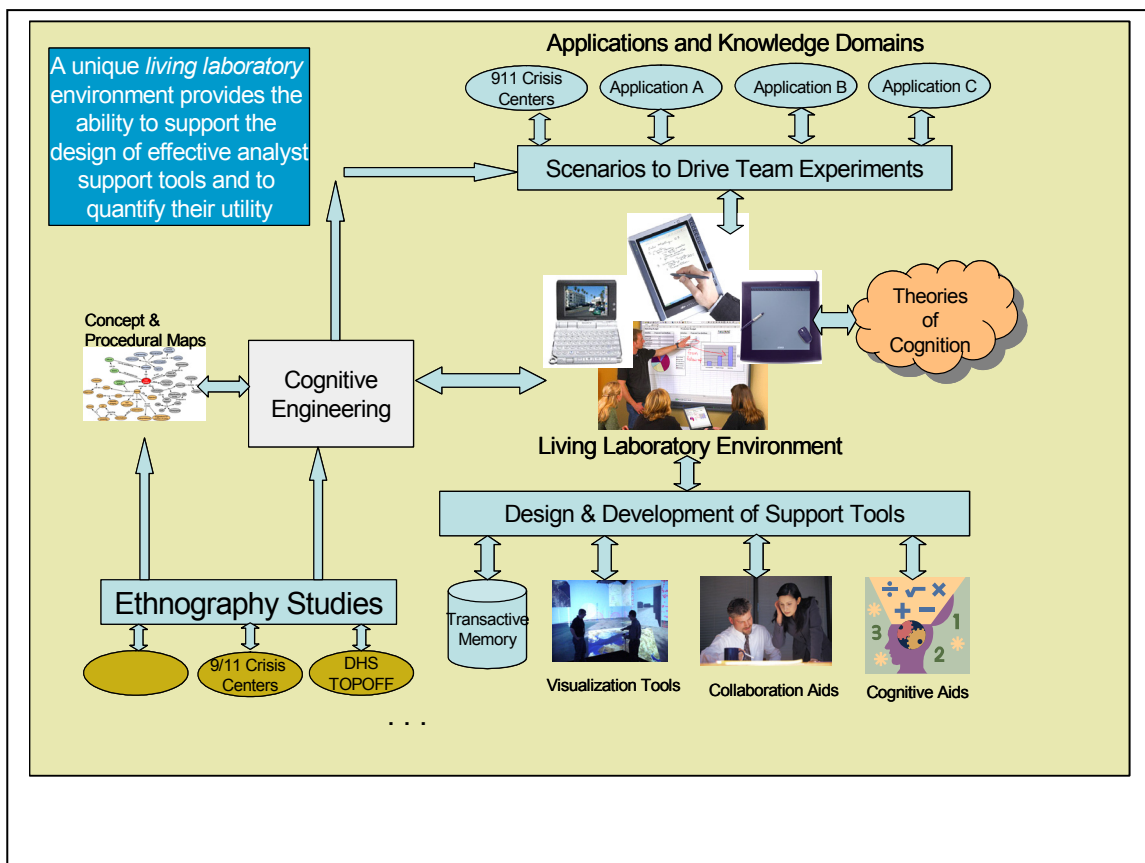 A unique living laboratory
environment provides the
ability to support the
design of effective analyst
support tools and to
quantify their utility
Applications and Knowledge Domains
911 Crisis
Centers
Application A
Application B
Application C
Scenarios to Drive Team Experiments
Concept &
Procedural Maps
Cognitive
Engineering
Theories
of
Cognition
Living Laboratory Environment
Design & Development of Support Tools
Ethnography Studies
9/11 Crisis
Centers
DHS
TOPOFF
. . .
Transactive
Memory
Visualization Tools
Collaboration Aids
Cognitive Aids
÷ √ ×
+ −
3
1
2